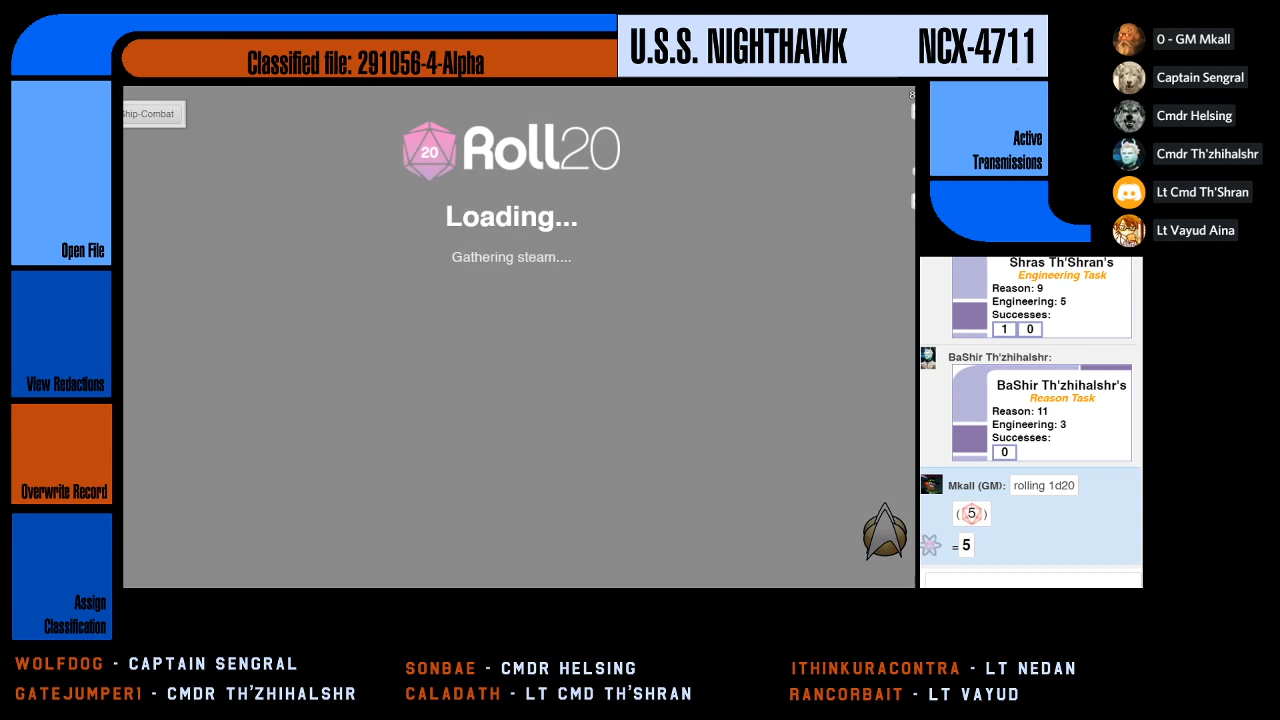 Classified file: 291056-4-Alpha
U.S.S. NIGHTHAWK NCX-4711
0 - GM Mkall
Captain Sengral
Cmdr Helsing
Cmdr Th'zhihalshr
Lt Cmd Th'Shran
Lt Vayud Aina
Active
Transmissions
Open File
View Redactions
Overwrite Record
Assign
Classification
hip-Combat
8
20
Roll20
Loading...
Gathering steam....
Shras Th'Shran's
Engineering Task
Reason: 9
Engineering: 5
Successes:
1 0
BaShir Th'zhihalshr:
BaShir Th'zhihalshr's
Reason Task
Reason: 11
Engineering: 3
Successes:
0
Mkall (GM): rolling 1d20
(5)
=5
WOLFDOG - CAPTAIN SENGRAL
SONBAE - CMDR HELSING
ITHINKURACONTRA - LT NEDAN
GATEJUMPER1 - CMDR TH'ZHIHALSHR
CALADATH - LT CMD TH'SHRAN
RANCORBAIT - LT VAYUD